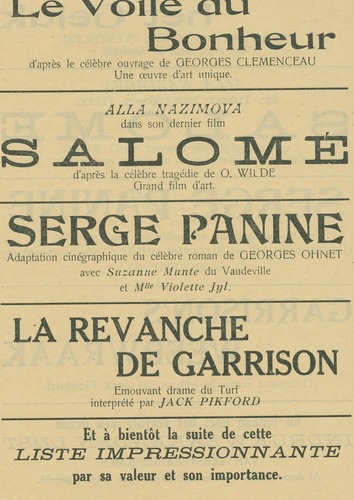 Le Voile du
Bonheur
d'après le célèbre ouvrage de GEORGES CLEMENCEAU
Une œuvre d'art unique.
ALLA NAZIMOVA
dans son dernier film
SALOMÉ
d'après la célèbre tragédie de O. WILDE
Grand film d'art.
SERGE PANINE
Adaptation cinégraphique du célèbre roman de GEORGES OHNET
avec Suzanne Munte du Vaudeville
et Mlle Violette Jyl.
LA REVANCHE
DE GARRISON
Emouvant drame du Turf
interprété par JACK PIKFORD
Et à bientôt la suite de cette
LISTE IMPRESSIONNANTE
par sa valeur et son importance.